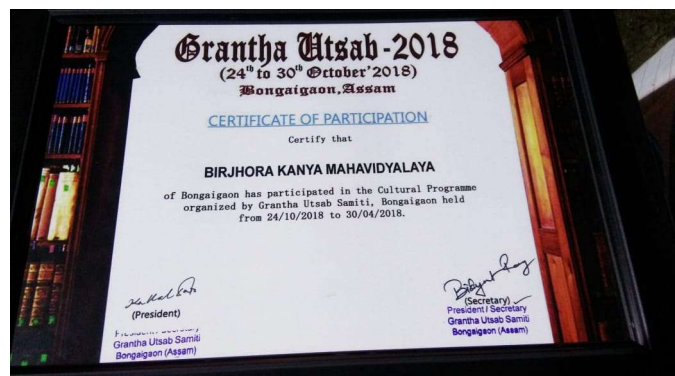 Grantha Utsab-2018
(24th to 30th October'2018)
Bongaigaon,Assam
CERTIFICATE OF PARTICIPATION
Certify that
BIRJHORA KANYA MAHAVIDYALAYA
of Bongaigaon has participated in the Cultural Programme
organized by Grantha Utsab Samiti, Bongaigaon held
from 24/10/2018 to 30/04/2018.
(President)
Grantha Utsab Samiti
Bongaigaon (Assam)
(Secretary)
President / Secretary
Grantha Utsab Samiti
Bongaigaon (Assam)